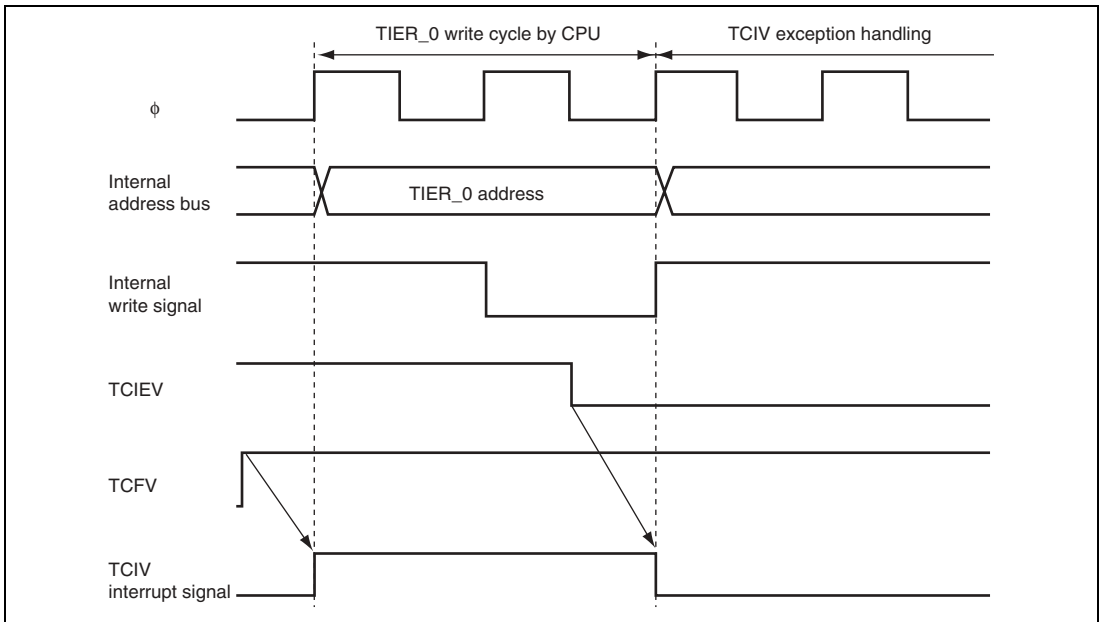 TIER_0 write cycle by CPU
TCIV exception handling
ϕ
Internal
address bus
TIER_0 address
Internal
write signal
TCIEV
TCFV
TCIV
interrupt signal